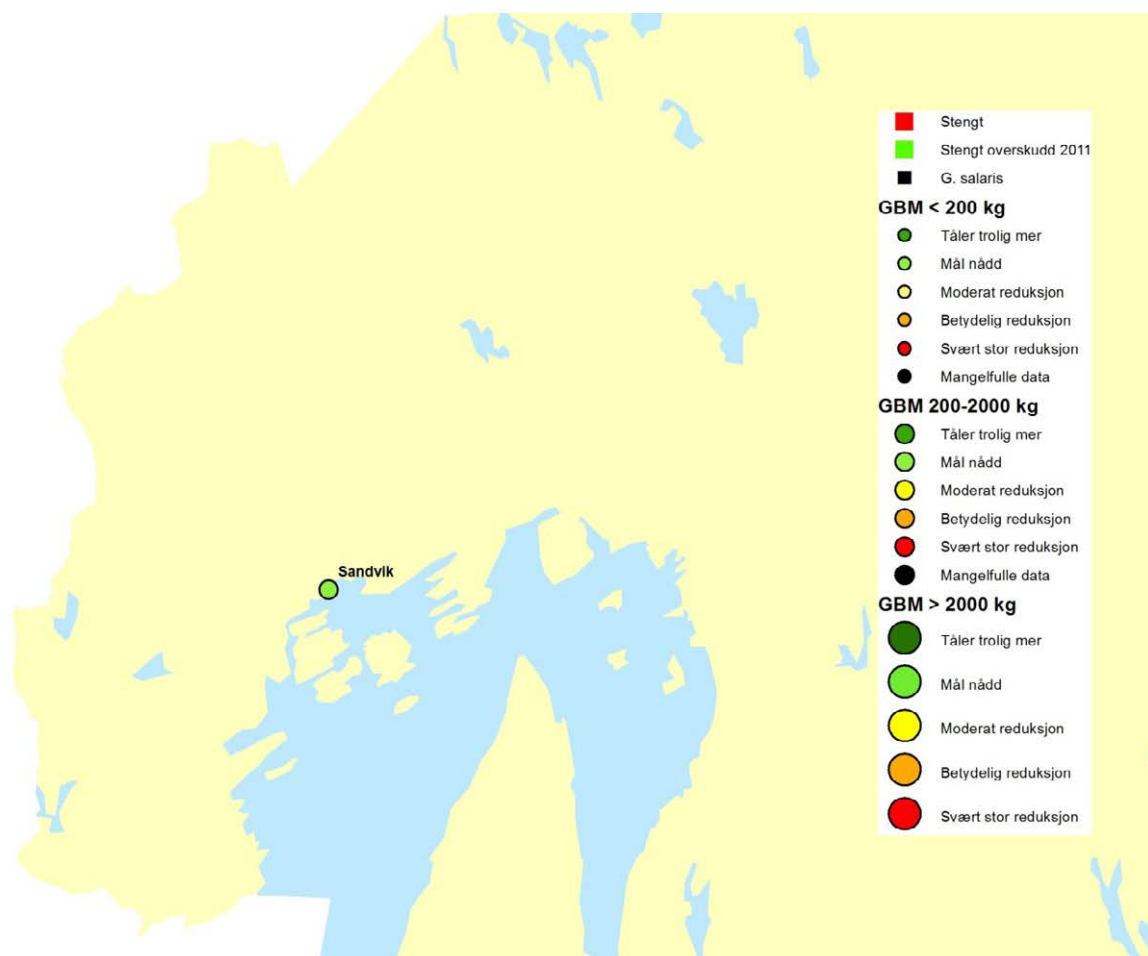 Stengt
Stengt overskudd 2011
G. salaris
GBM < 200 kg
Tåler trolig mer
Mål nådd
Moderat reduksjon
Betydelig reduksjon
Svært stor reduksjon
Mangelfulle data
GBM 200-2000 kg
Tåler trolig mer
Mål nådd
Moderat reduksjon
Betydelig reduksjon
Svært stor reduksjon
Mangelfulle data
GBM > 2000 kg
Tåler trolig mer
Mål nådd
Moderat reduksjon
Betydelig reduksjon
Svært stor reduksjon
Sandvik